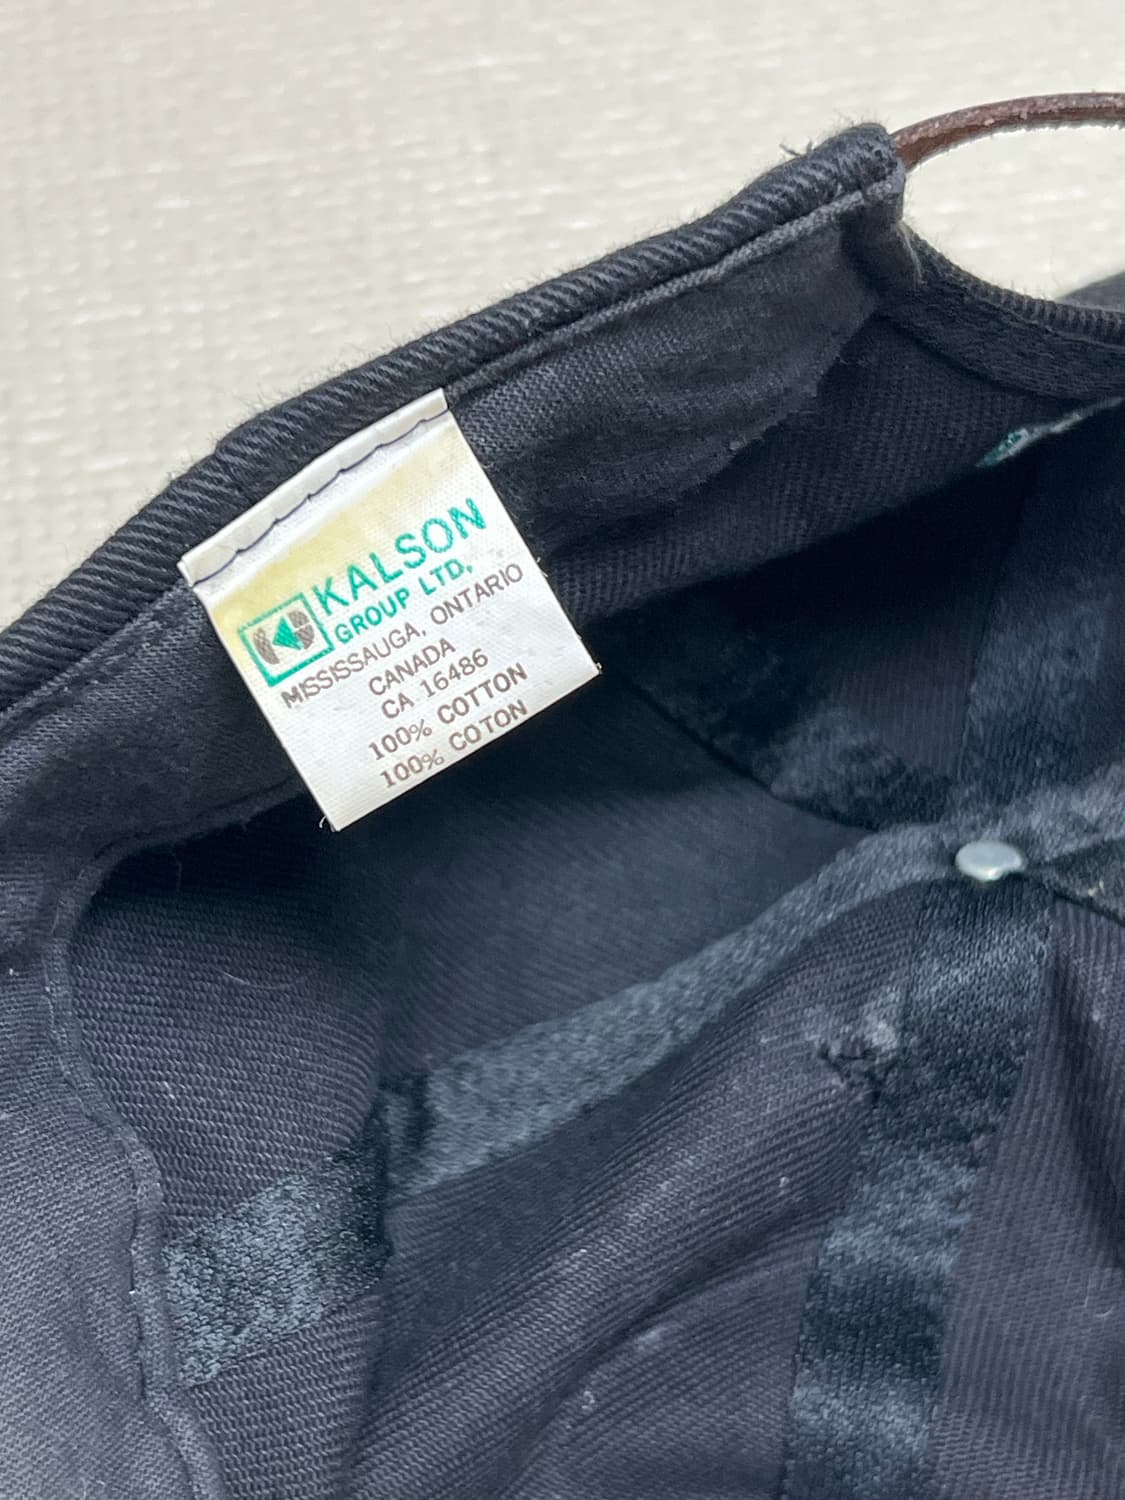 KALSON
GROUP LTD.
MISSISSAUGA, ONTARIO
CANADA
CA 16486
100% COTTON
100% COTON